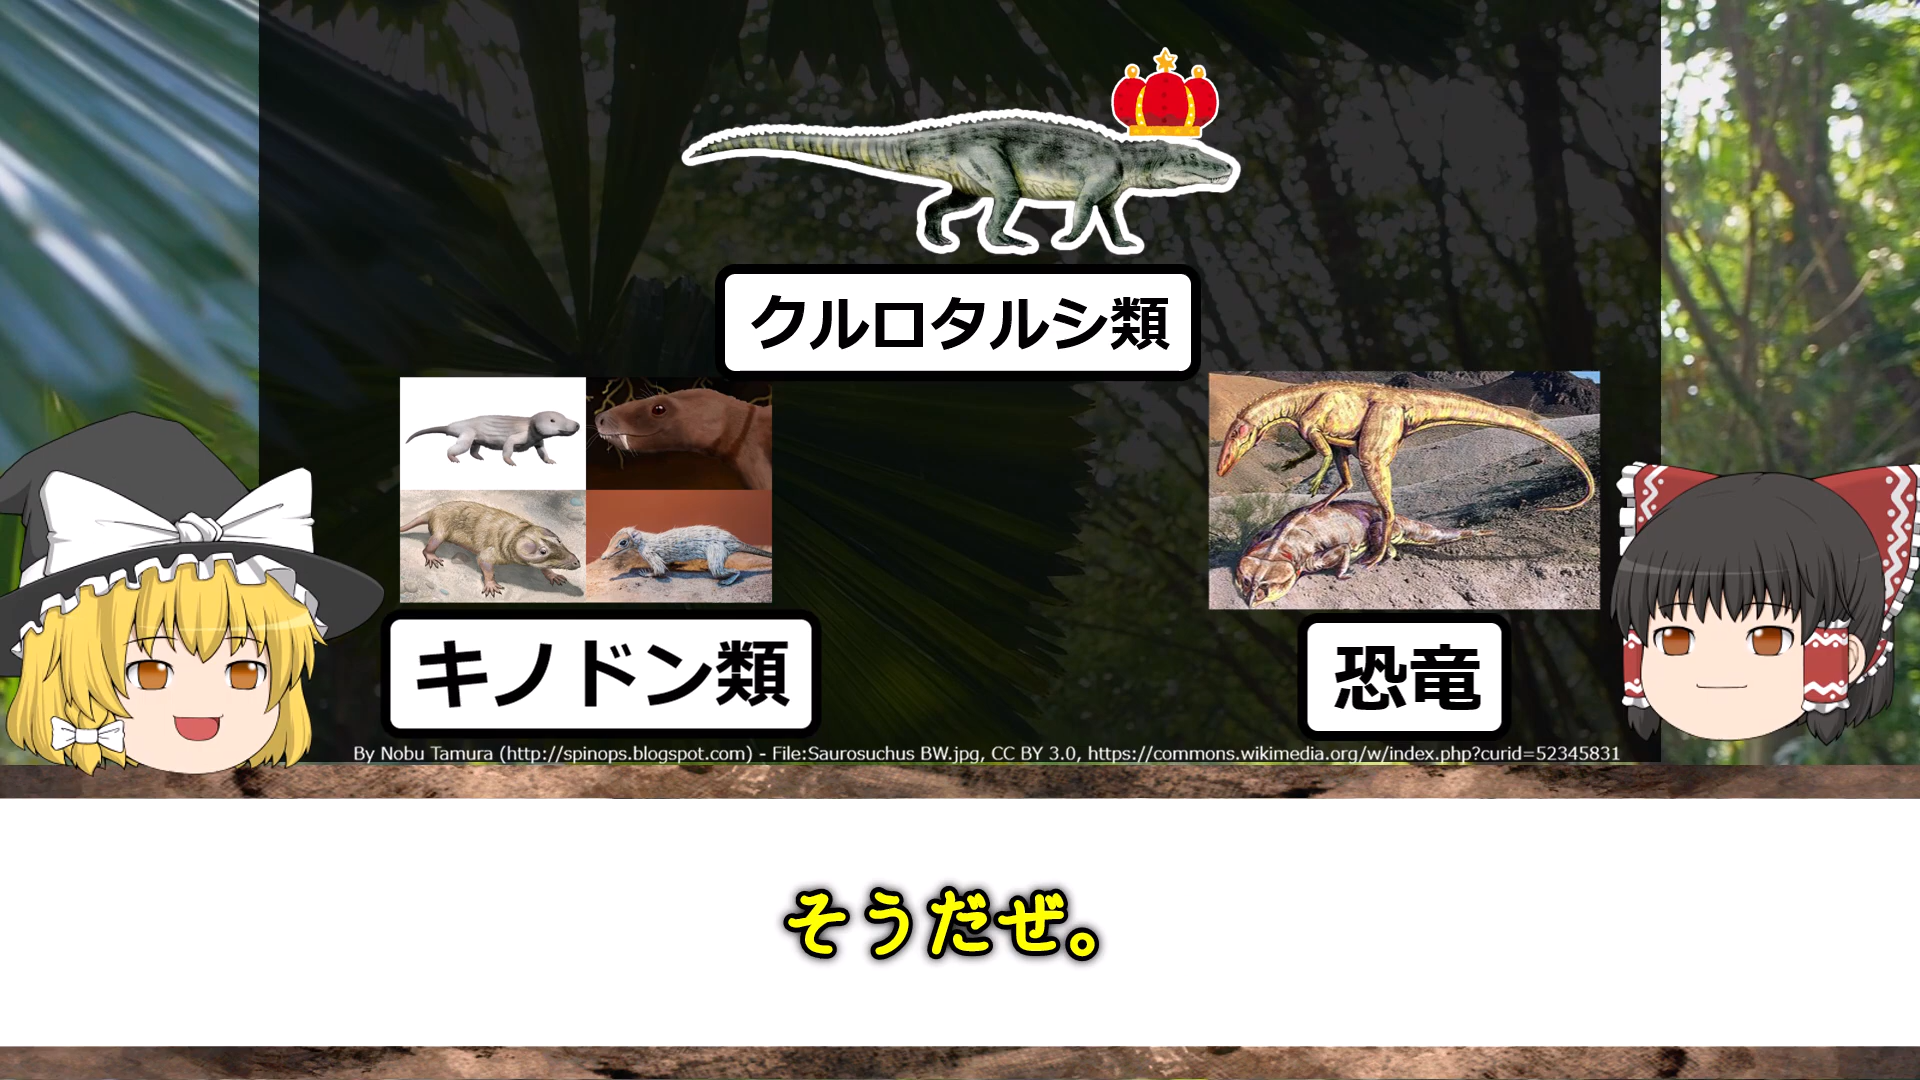 クルロタルシ類
キノドン類
恐竜
By Nobu Tamura (http://spinops.blogspot.com) - File:Saurosuchus BW.jpg, CC BY 3.0, https://commons.wikimedia.org/w/index.php?curid=52345831
そうだぜ。